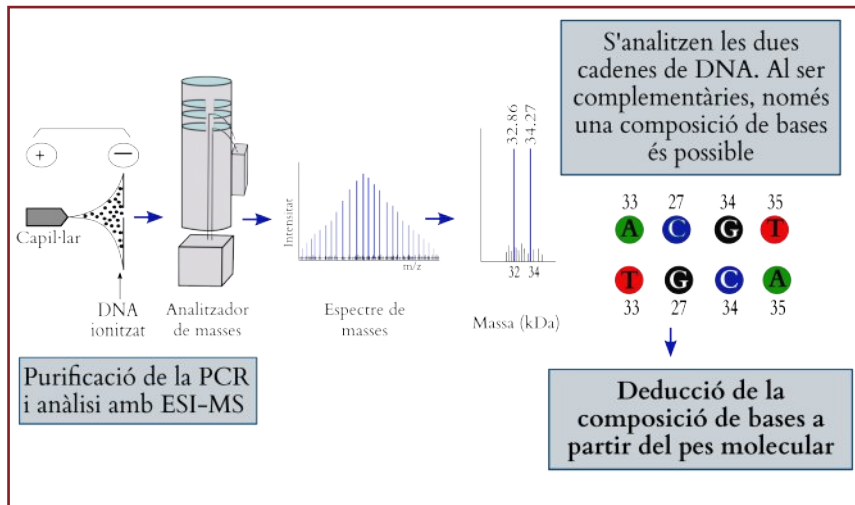 S'analitzen les dues
cadenes de DNA. Al ser
complementàries, només
una composició de bases
és possible
+
—
Capil·lar
DNA
ionitzat
Analitzador
de masses
Intensitat
m/z
Espectre de
masses
32.86
34.27
32 34
Massa (kDa)
33 27 34 35
A C G T
T G C A
33 27 34 35
Purificació de la PCR
i anàlisi amb ESI-MS
Deducció de la
composició de bases a
partir del pes molecular